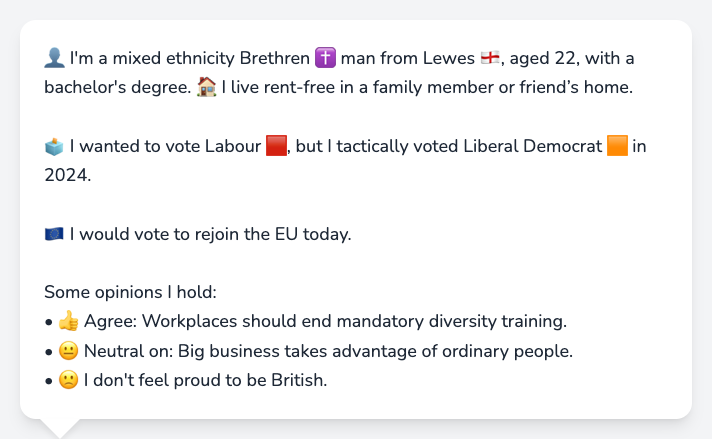 👤 I'm a mixed ethnicity Brethren ✝️ man from Lewes 🏴󠁧󠁢󠁥󠁮󠁧󠁿, aged 22, with a
bachelor's degree. 🏠 I live rent-free in a family member or friend’s home.
🗳️ I wanted to vote Labour 🟥, but I tactically voted Liberal Democrat 🟧 in
2024.
🇪🇺 I would vote to rejoin the EU today.
Some opinions I hold:
• 👍 Agree: Workplaces should end mandatory diversity training.
• 😐 Neutral on: Big business takes advantage of ordinary people.
• 🙁 I don't feel proud to be British.